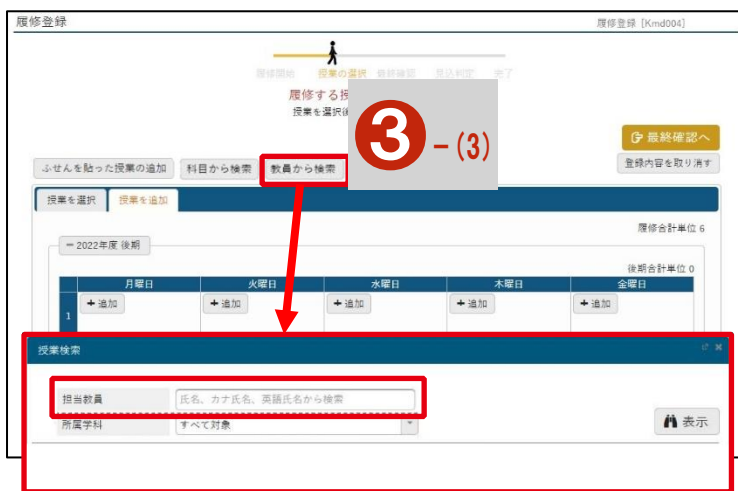 履修登録
履修登録 [Kmd004]
履修開始 授業の選択 最終確認 見込判定 完了
履修する授
授業を選択後
❸－(3)
最終確認へ
ふせんを貼った授業の追加 科目から検索 教員から検索
登録内容を取り消す
授業を選択 授業を追加
履修合計単位 6
2022年度 後期
後期合計単位 0
月曜日 火曜日 水曜日 木曜日 金曜日
1 ＋追加 ＋追加 ＋追加 ＋追加 ＋追加
授業検索
担当教員 氏名、カナ氏名、英語氏名から検索
所属学科 すべて対象
表示